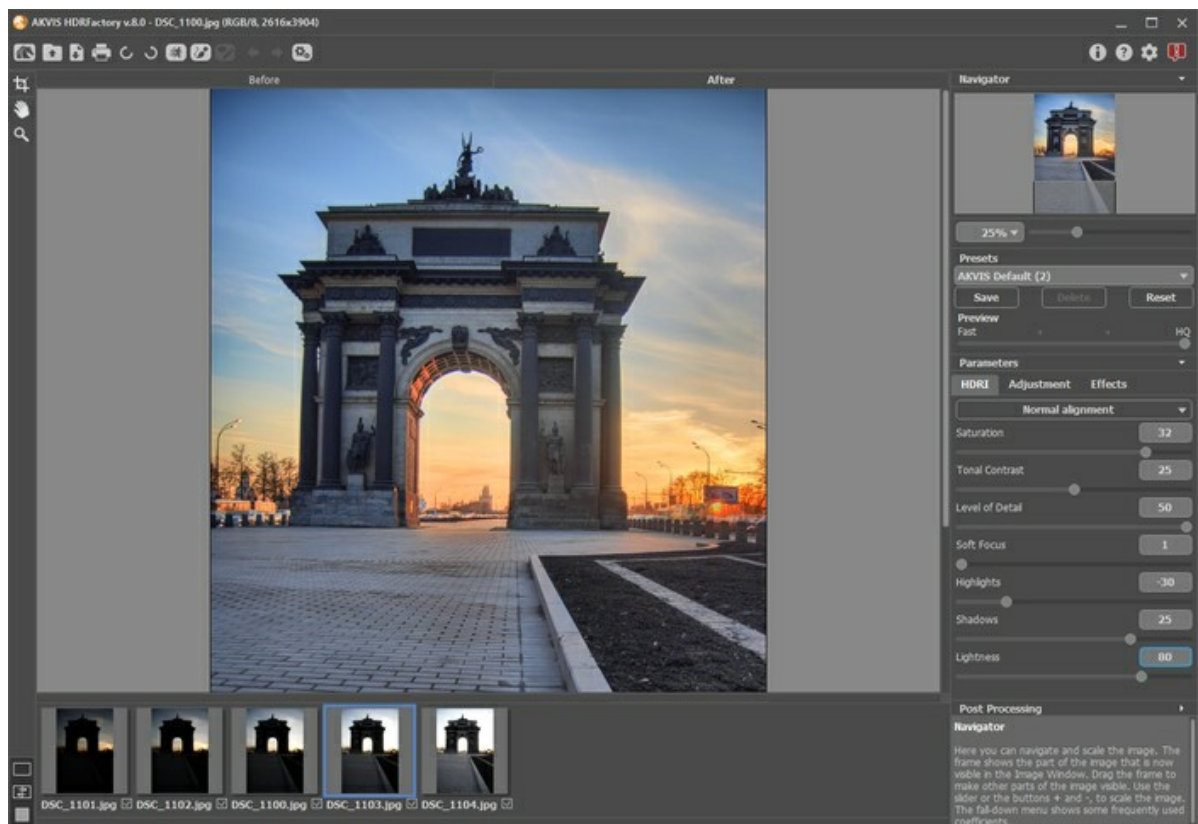 AKVIS HDRFactory v.8.0 - DSC_1100.jpg (RGB/8, 2616x3904)
Before
After
Navigator
25%
Presets
AKVIS Default (2)
Save Delete Reset
Preview
Fast HQ
Parameters
HDRI Adjustment Effects
Normal alignment
Saturation 32
Tonal Contrast 25
Level of Detail 50
Soft Focus 1
Highlights -30
Shadows 25
Lightness 80
Post Processing
Navigator
Here you can navigate and scale the image. The
frame shows the part of the image that is now
visible in the Image Window. Drag the frame to
make other parts of the image visible. Use the
slider or the buttons + and -, to scale the image.
The fall-down menu shows some frequently used
coefficients.
DSC_1101.jpg DSC_1102.jpg DSC_1100.jpg DSC_1103.jpg DSC_1104.jpg